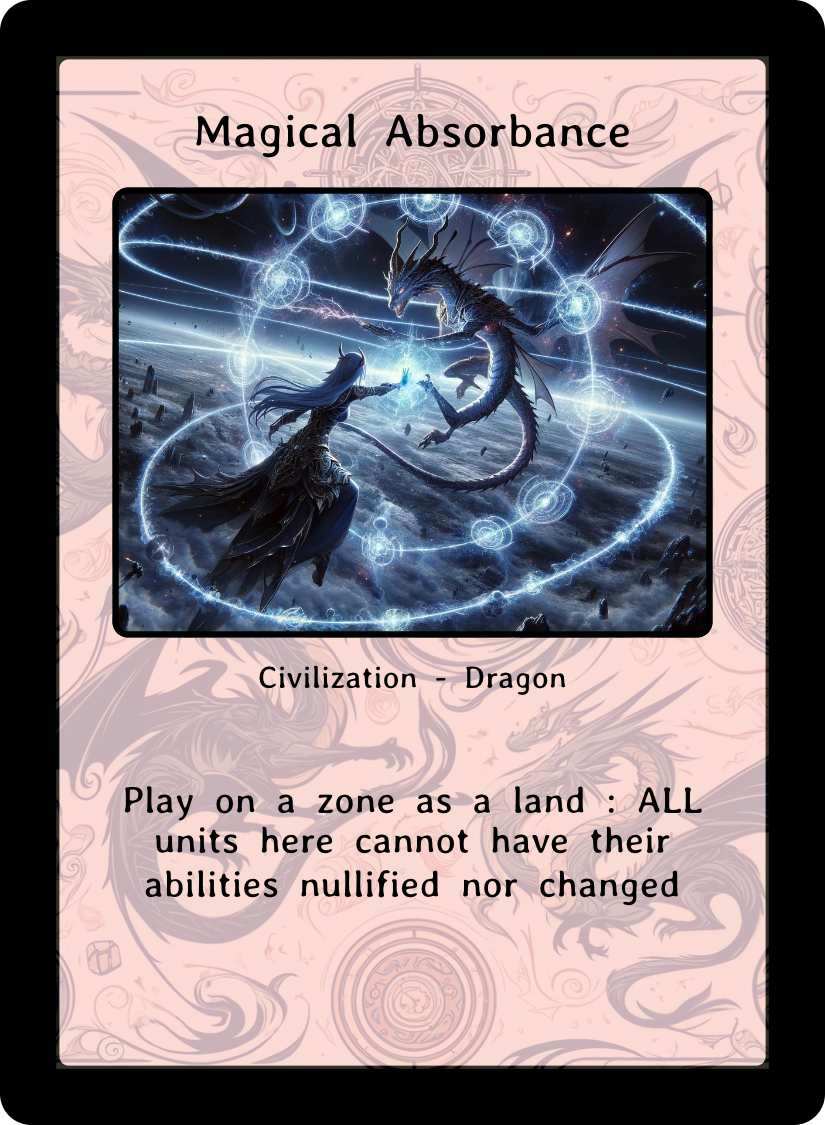 Magical Absorbance
Civilization - Dragon
Play on a zone as a land : ALL
units here cannot have their
abilities nullified nor changed